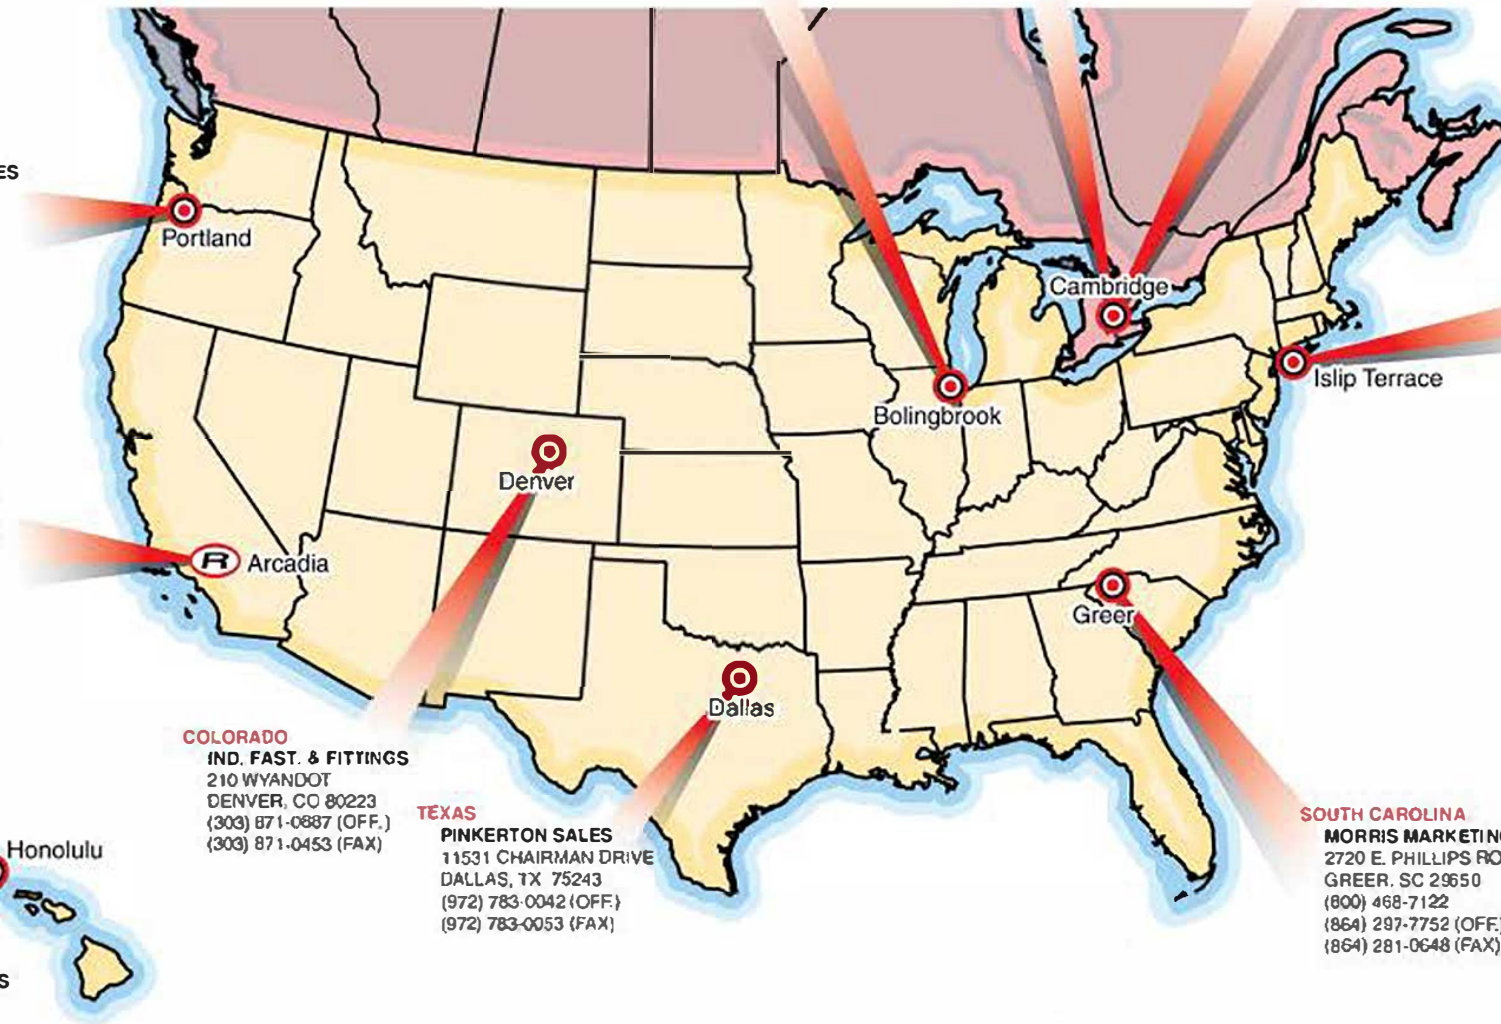 ES
Portland
Cambridge
Islip Terrace
Bolingbrook
Denver
R Arcadia
Greer
Dallas
COLORADO
IND. FAST. & FITTINGS
210 WYANDOT
DENVER, CO 80223
(303) 871-0887 (OFF.)
(303) 871-0453 (FAX)
TEXAS
PINKERTON SALES
11531 CHAIRMAN DRIVE
DALLAS, TX 75243
(972) 783-0042 (OFF.)
(972) 783-0053 (FAX)
SOUTH CAROLINA
MORRIS MARKETING
2720 E. PHILLIPS RO
GREER, SC 29650
(800) 468-7122
(864) 297-7752 (OFF.)
(864) 281-0648 (FAX)
Honolulu
S